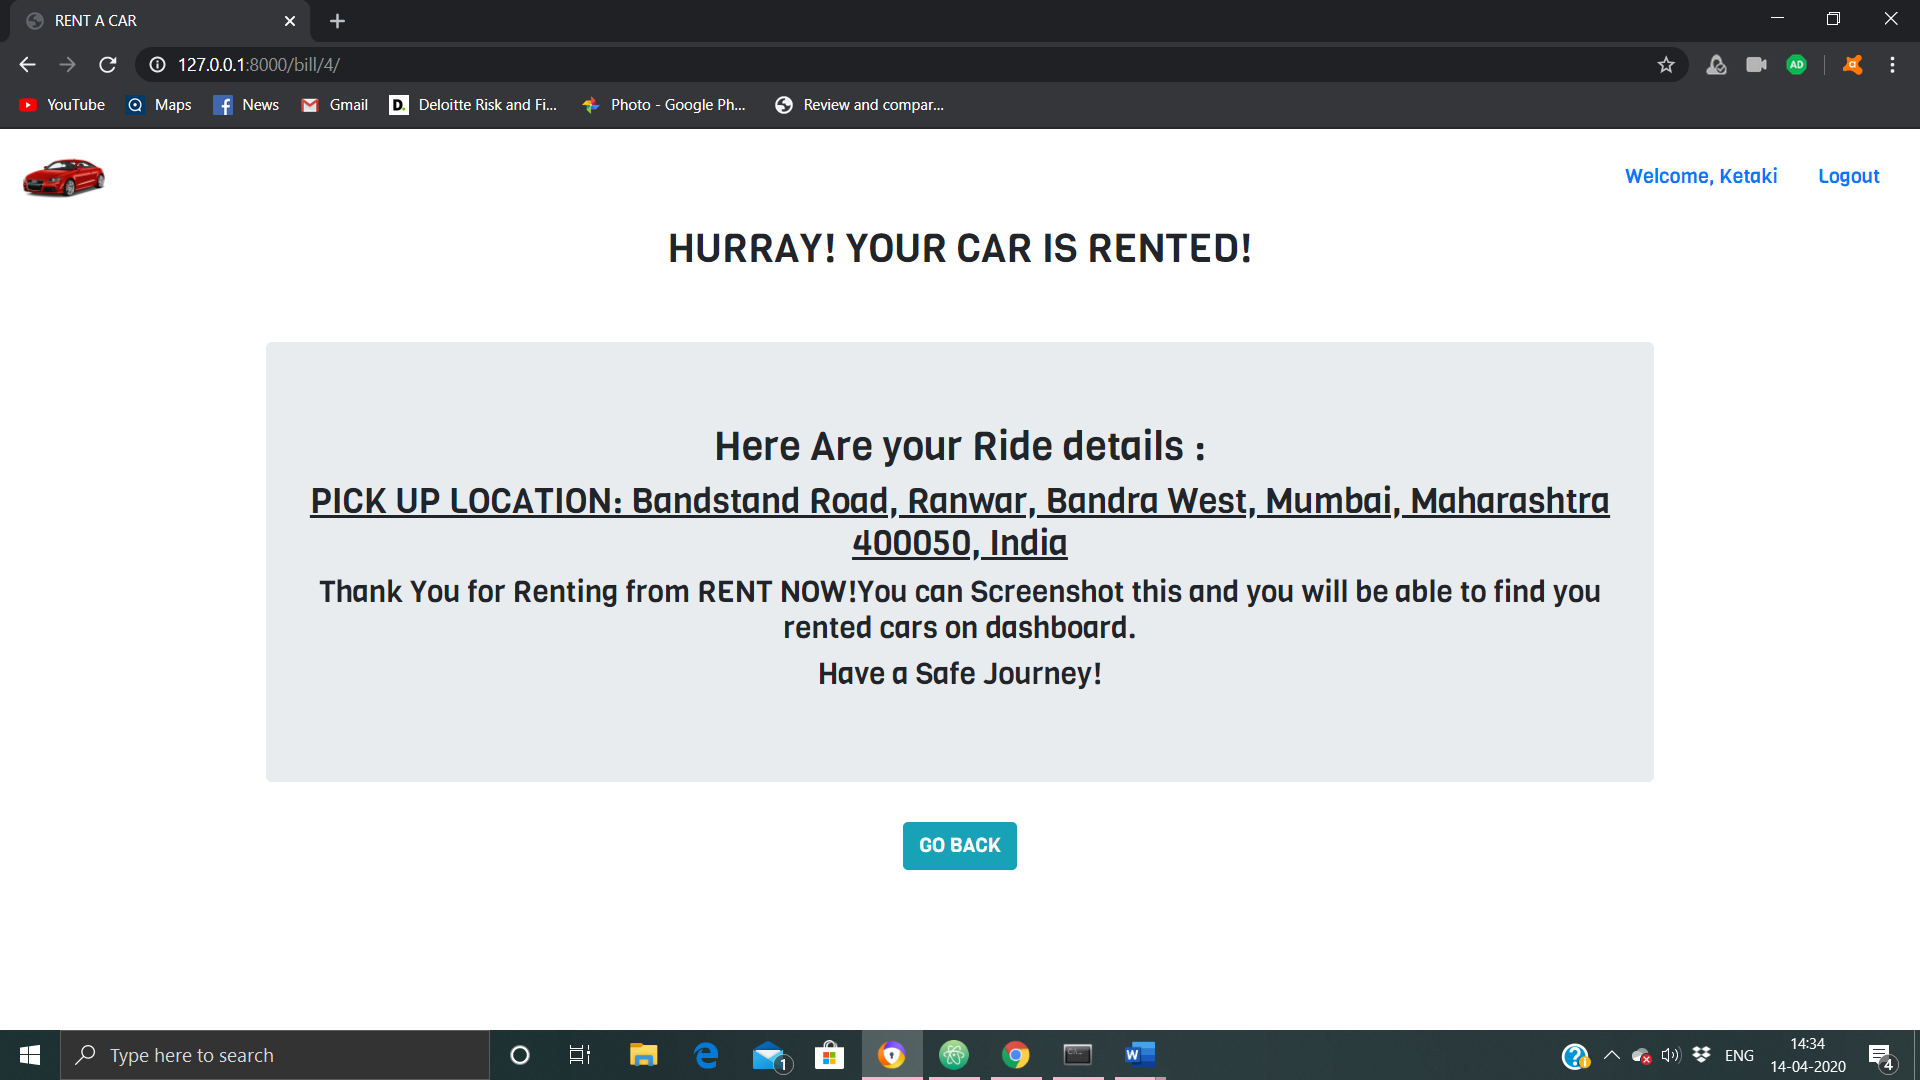 RENT A CAR
127.0.0.1:8000/bill/4/
YouTube Maps News Gmail Deloitte Risk and Fi... Photo - Google Ph... Review and compar...
Welcome, Ketaki Logout
HURRAY! YOUR CAR IS RENTED!
Here Are your Ride details :
PICK UP LOCATION: Bandstand Road, Ranwar, Bandra West, Mumbai, Maharashtra
400050, India
Thank You for Renting from RENT NOW!You can Screenshot this and you will be able to find you
rented cars on dashboard.
Have a Safe Journey!
GO BACK
Type here to search
1
ENG
14:34
14-04-2020
4